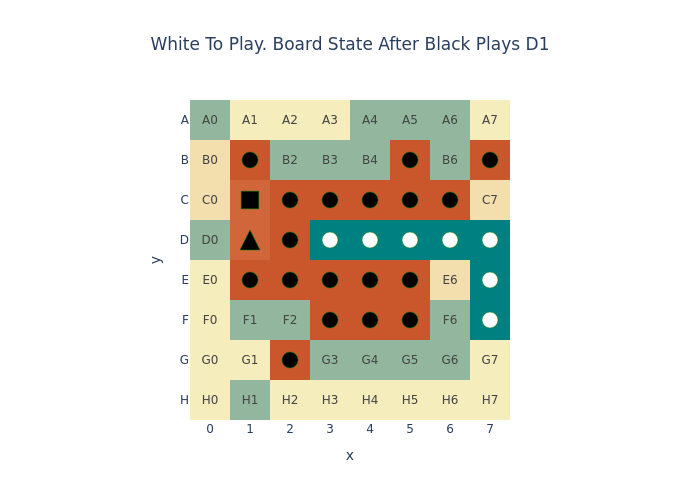 White To Play. Board State After Black Plays D1
A A0 A1 A2 A3 A4 A5 A6 A7
B B0 B2 B3 B4 B6
C C0 C7
D D0
E E0 E6
F F0 F1 F2 F6
G G0 G1 G3 G4 G5 G6 G7
H H0 H1 H2 H3 H4 H5 H6 H7
0 1 2 3 4 5 6 7
x
y